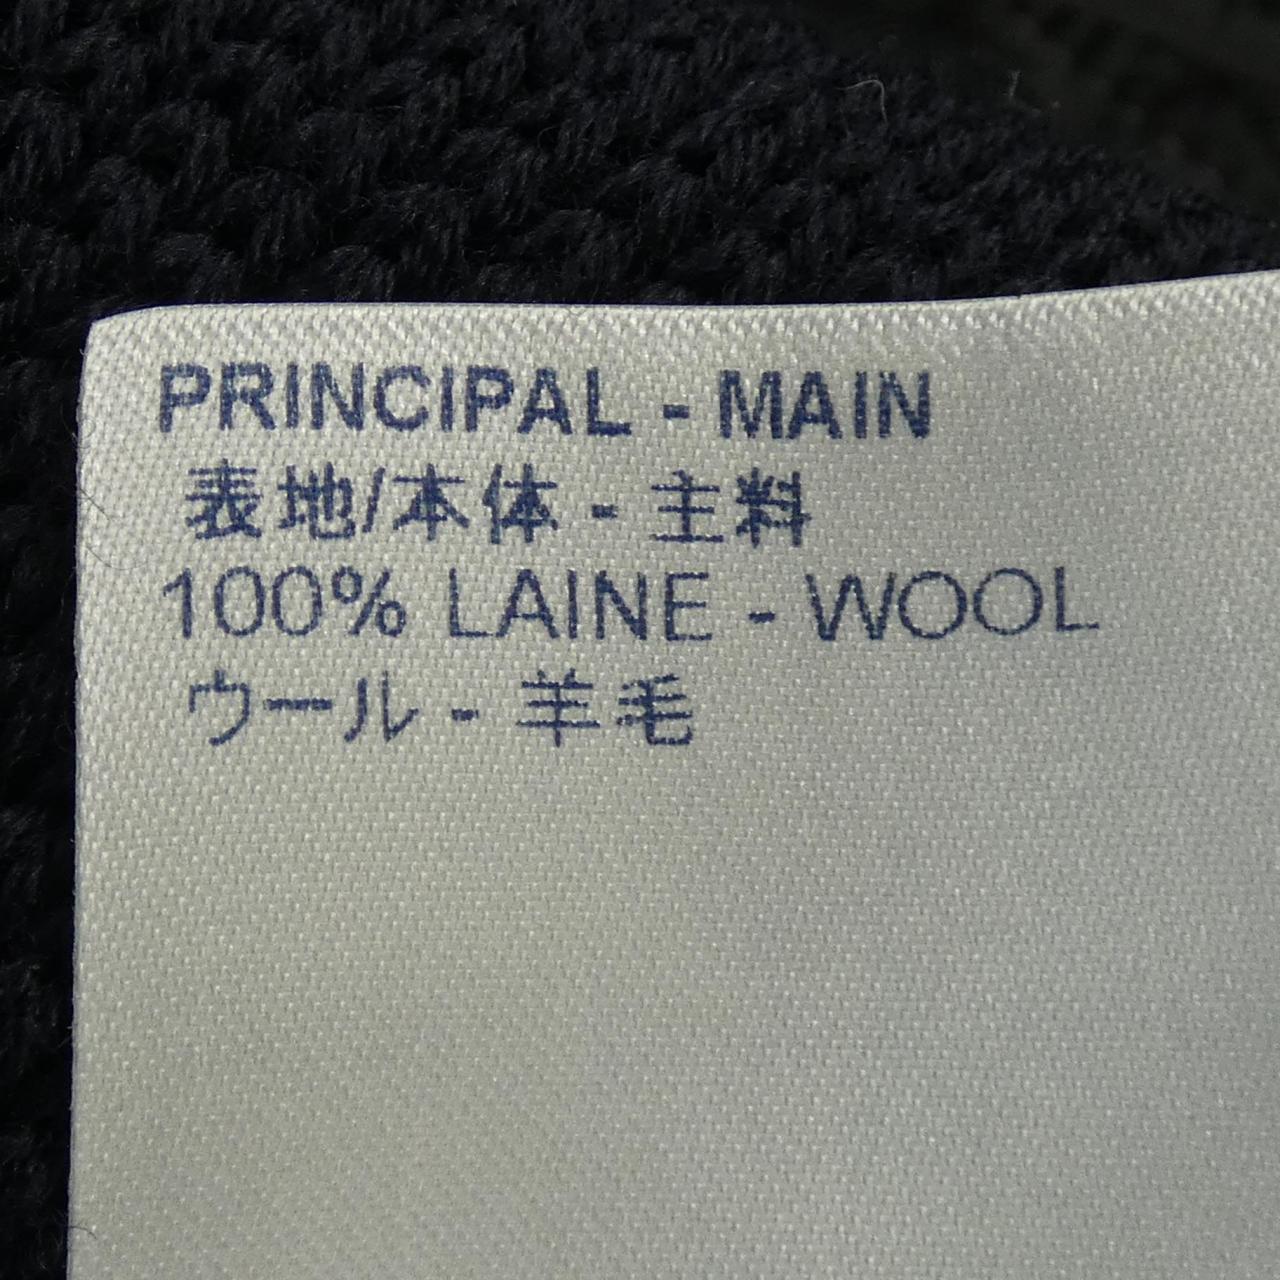 PRINCIPAL - MAIN
表地/本体 - 主料
100% LAINE - WOOL
ウール - 羊毛